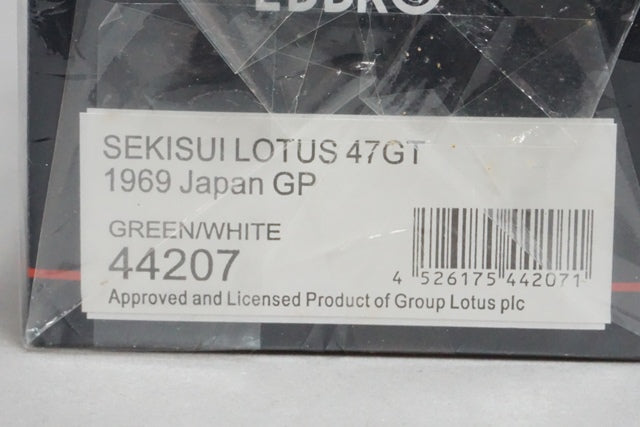 EBBRO
SEKISUI LOTUS 47GT
1969 Japan GP
GREEN/WHITE
44207
4 526175 442071
Approved and Licensed Product of Group Lotus plc